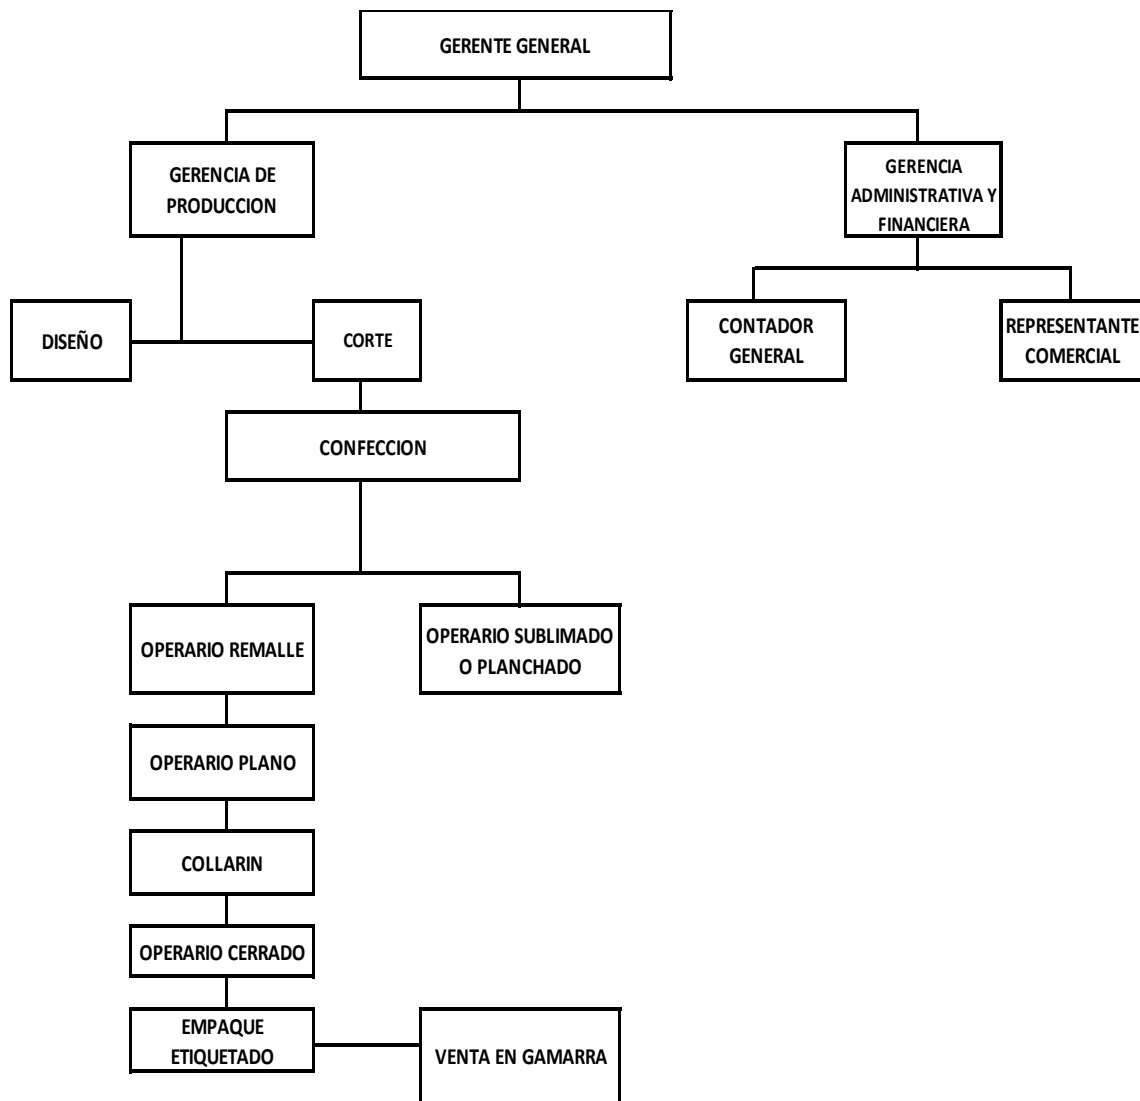 GERENTE GENERAL
GERENCIA DE
PRODUCCION
GERENCIA
ADMINISTRATIVA Y
FINANCIERA
DISEÑO
CORTE
CONTADOR
GENERAL
REPRESENTANTE
COMERCIAL
CONFECCION
OPERARIO REMALLE
OPERARIO SUBLIMADO
O PLANCHADO
OPERARIO PLANO
COLLARIN
OPERARIO CERRADO
EMPAQUE
ETIQUETADO
VENTA EN GAMARRA